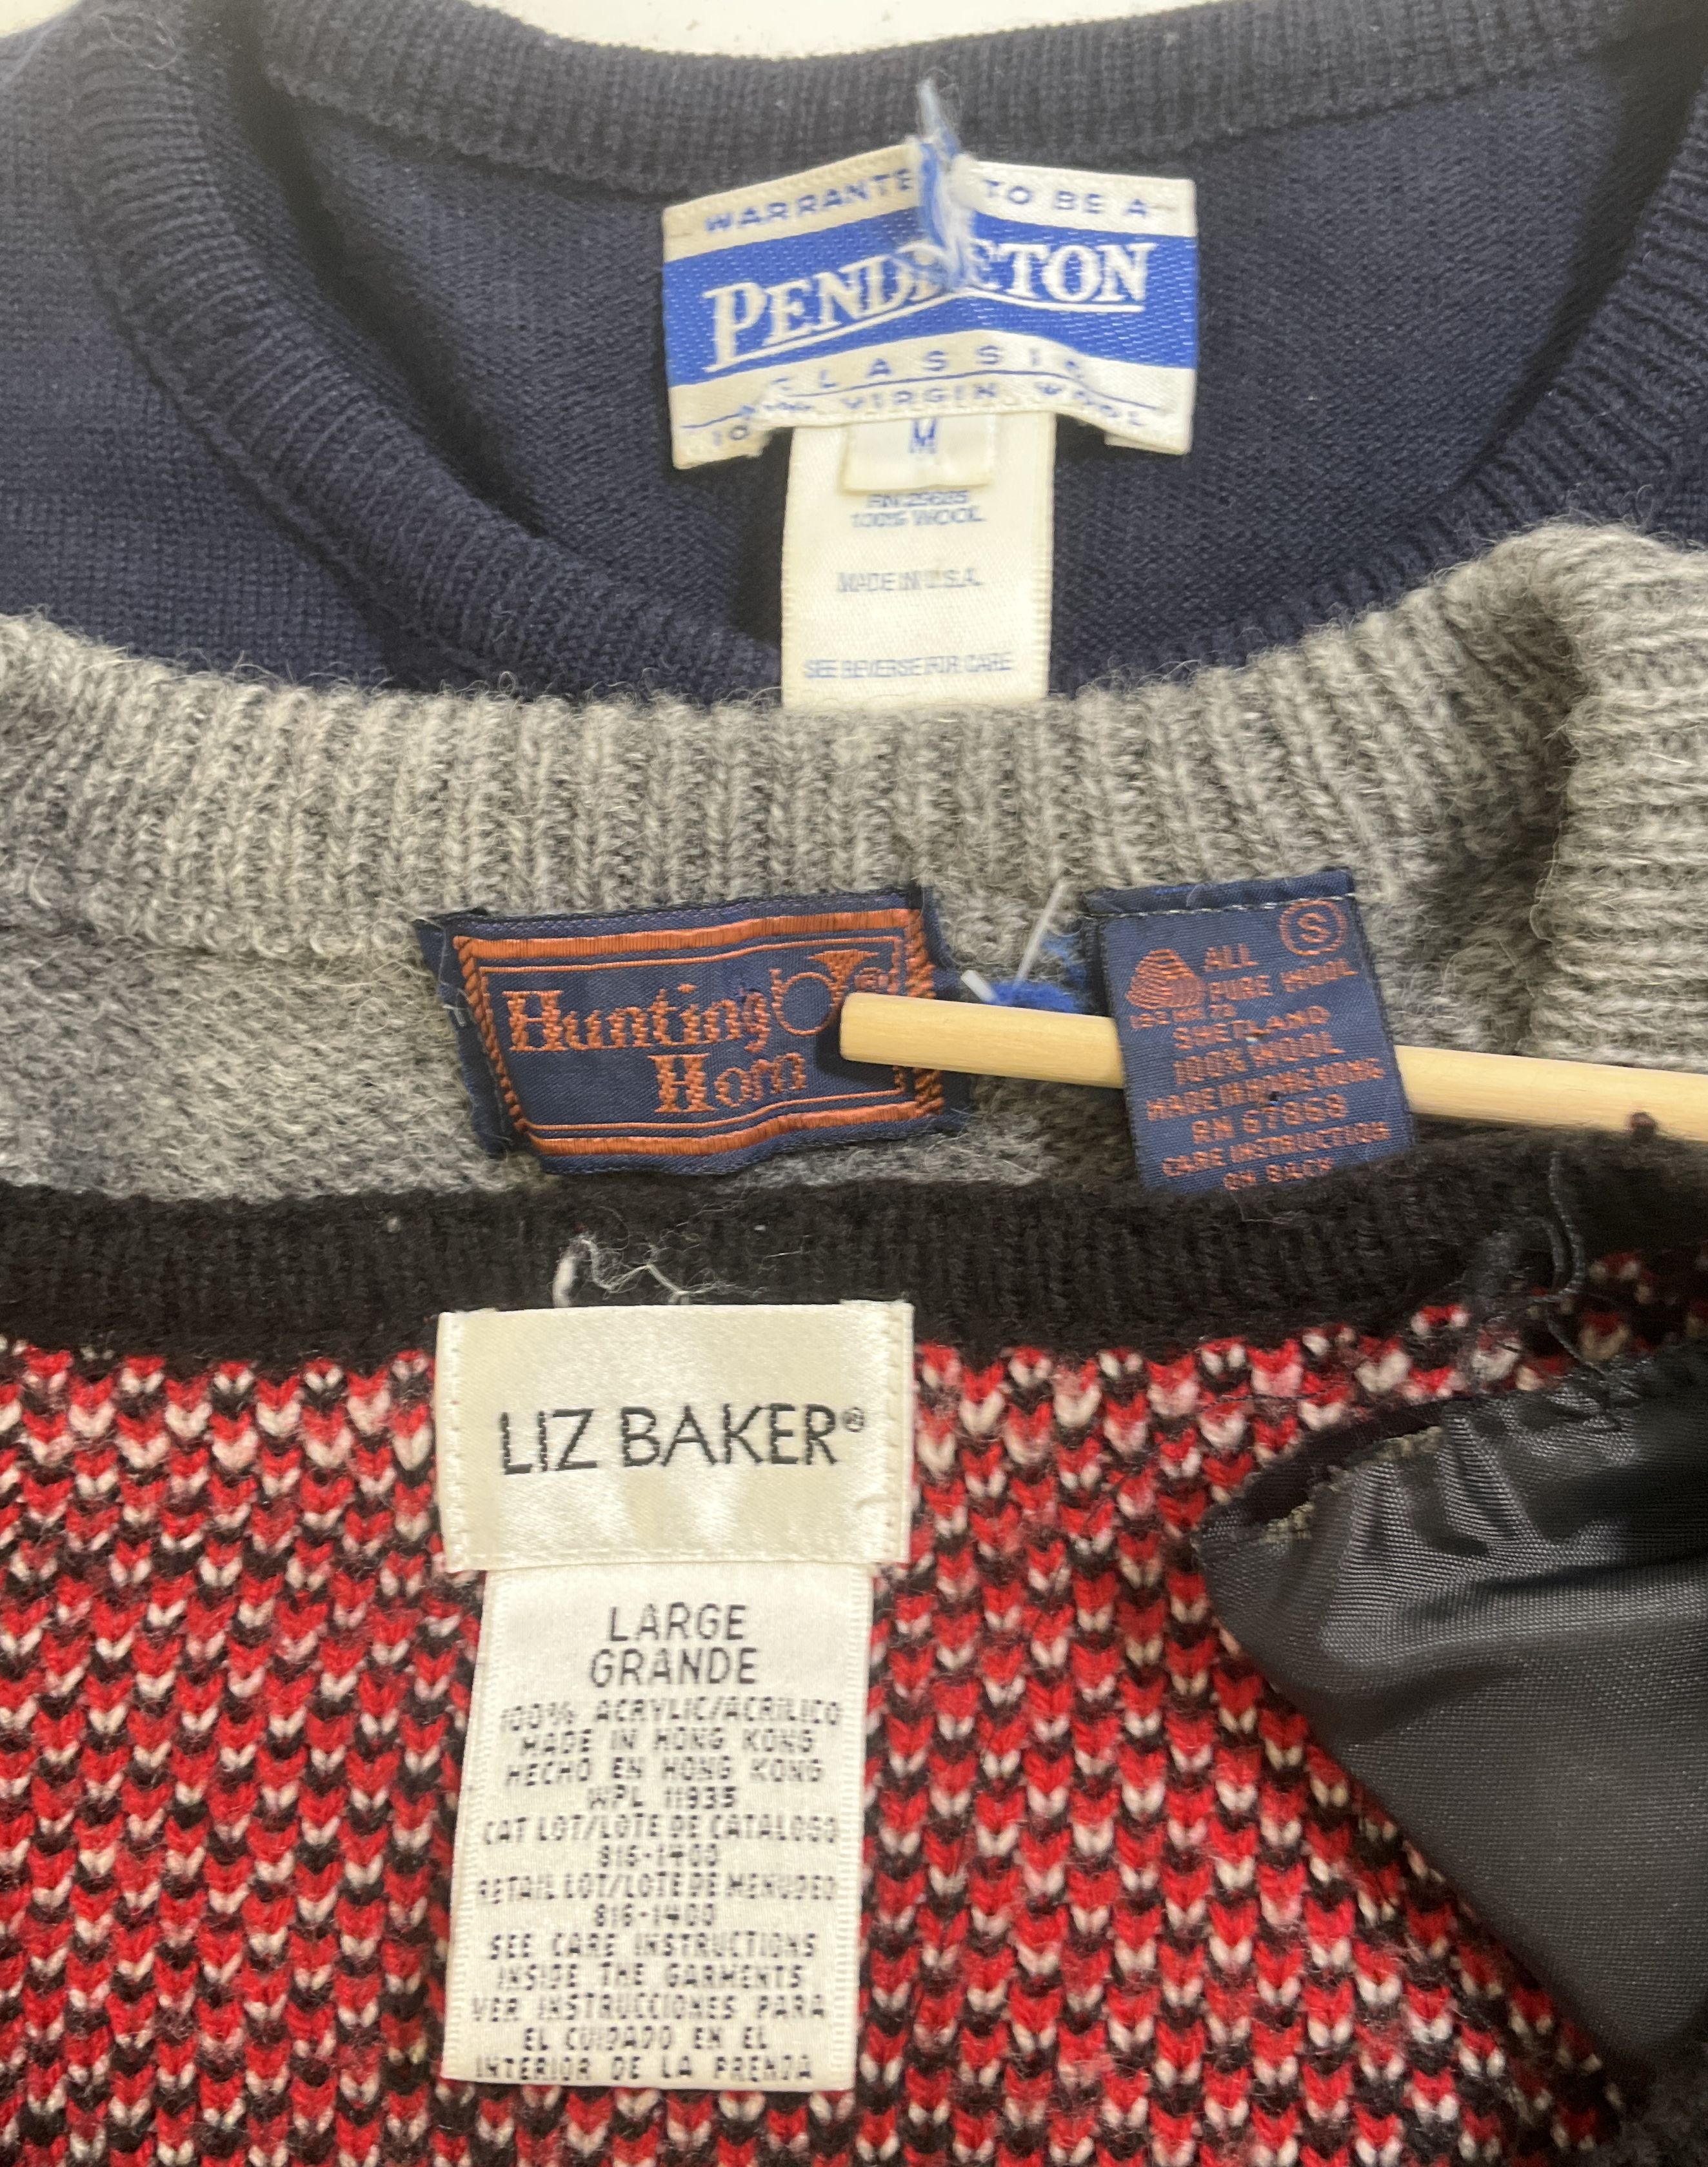 WARRANTE TO BE A
PENDLETON
CLASSIC
VIRGIN WOOL
M
100% WOOL
MADE IN U.S.A.
SEE REVERSE FOR CARE
Hunting
Horn
S
ALL
PURE WOOL
SHETLAND
100% WOOL
MADE IN HONG KONG
RN 67869
CARE INSTRUCTION
ON BACK
LIZ BAKER®
LARGE
GRANDE
100% ACRYLIC/ACRILICO
MADE IN HONG KONG
HECHO EN HONG KONG
WPL 11935
CAT LOT/LOTE DE CATALOGO
816-1400
RETAIL LOT/LOTE DE MENUDEO
816-1400
SEE CARE INSTRUCTIONS
INSIDE THE GARMENTS
VER INSTRUCCIONES PARA
EL CUIDADO EN EL
INTERIOR DE LA PRENDA